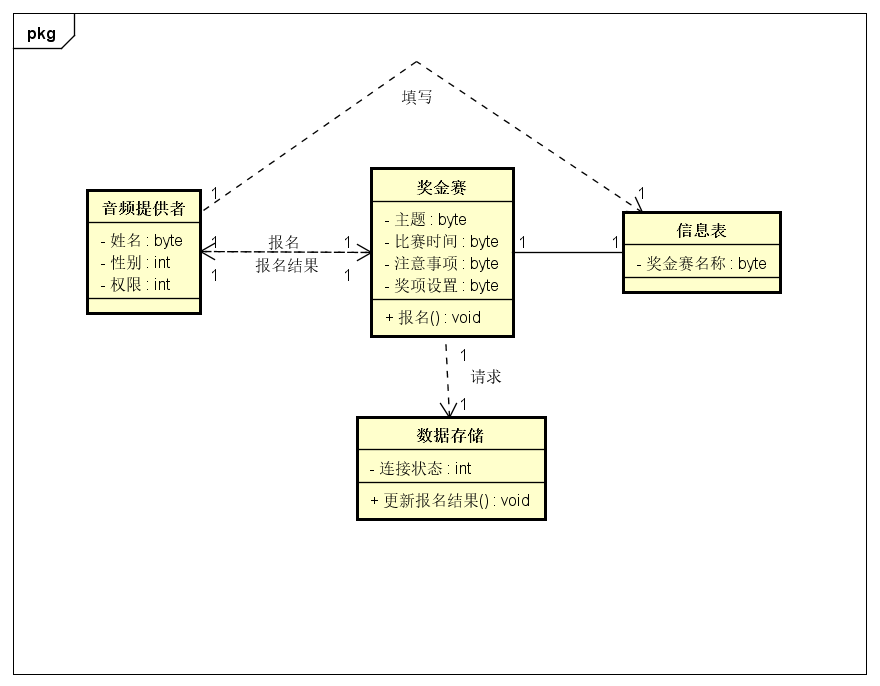 pkg
填写
1
1
音频提供者
- 姓名 : byte
- 性别 : int
- 权限 : int
1
报名
1
报名结果
1
1
奖金赛
- 主题 : byte
- 比赛时间 : byte
- 注意事项 : byte
- 奖项设置 : byte
+ 报名() : void
1
1
信息表
- 奖金赛名称 : byte
1
请求
1
数据存储
- 连接状态 : int
+ 更新报名结果() : void